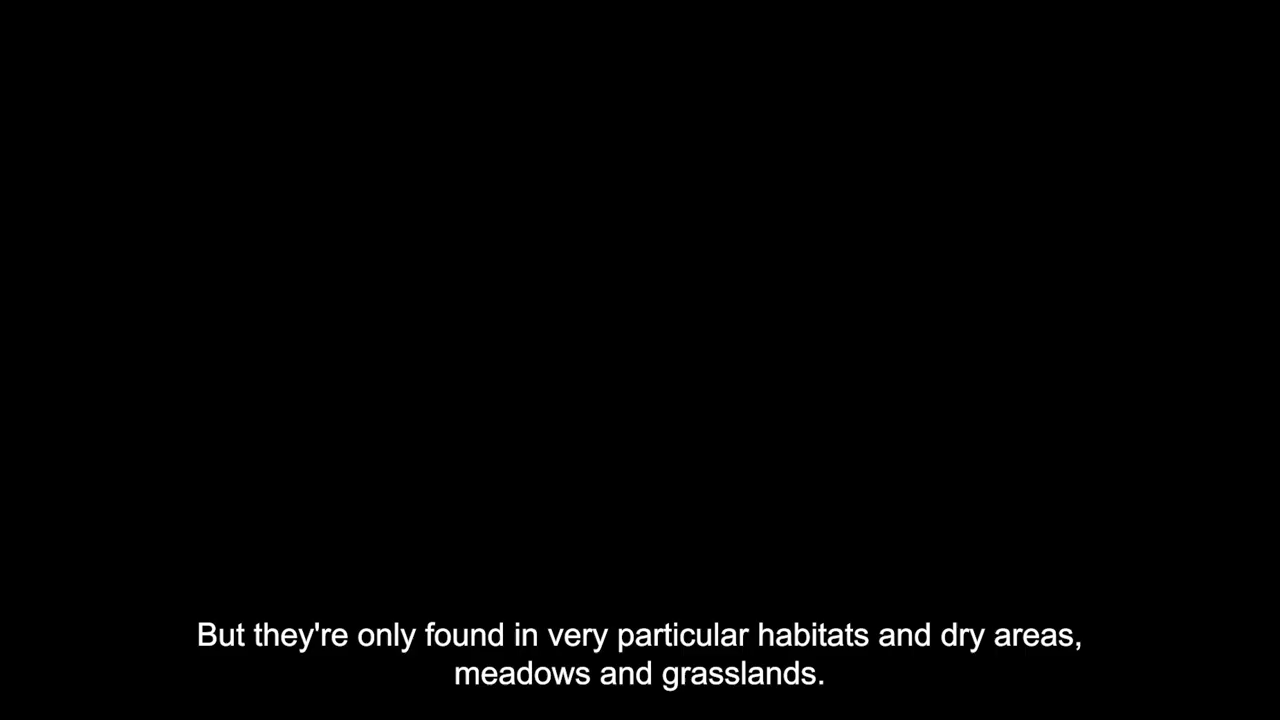 But they're only found in very particular habitats and dry areas,
meadows and grasslands.